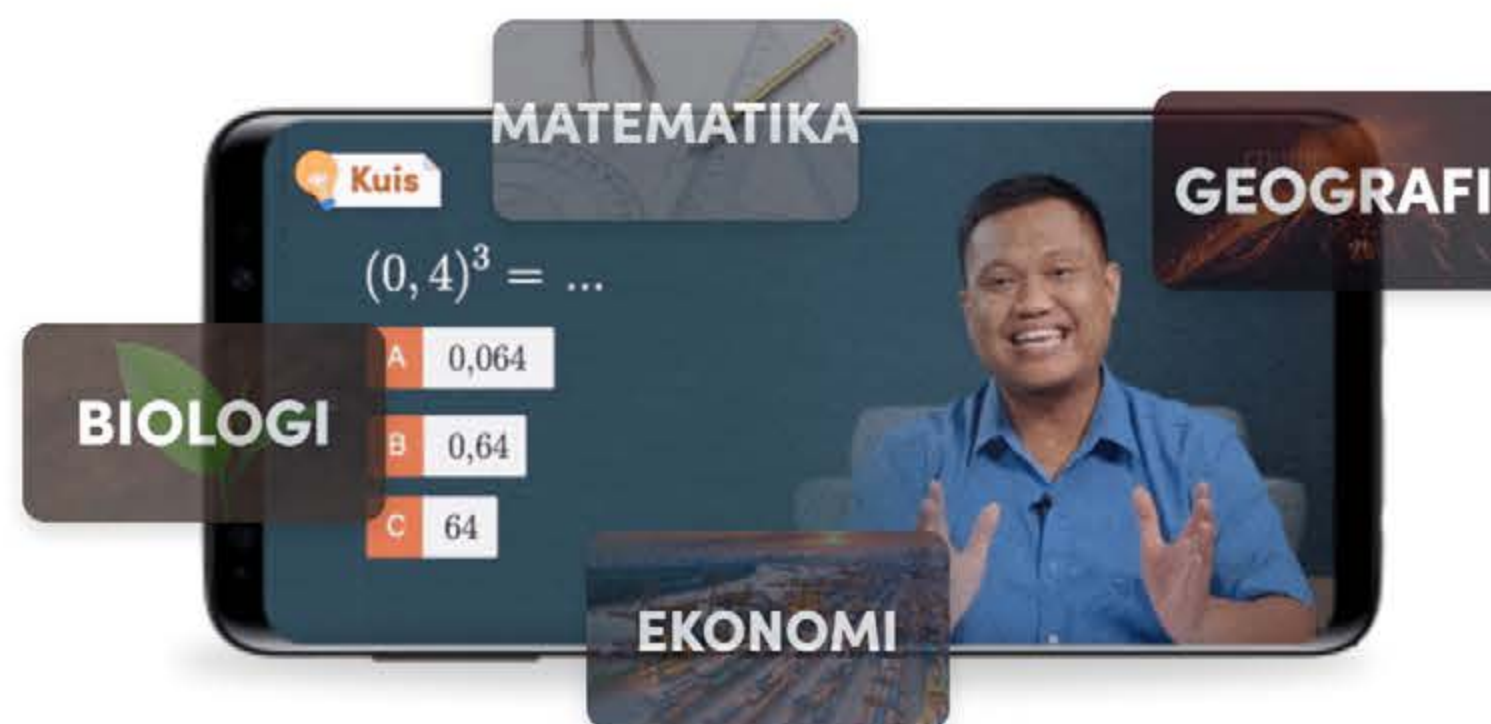 MATEMATIKA
GEOGRAFI
Kuis
(0, 4)³ = ...
A 0,064
BIOLOGI
B 0,64
C 64
EKONOMI